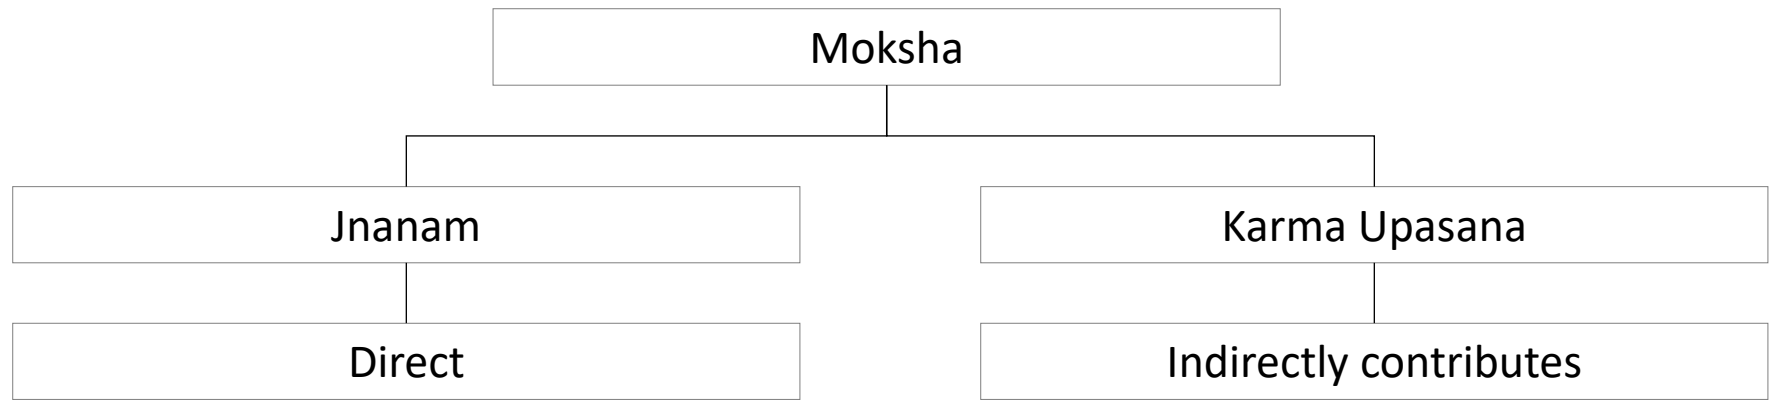 Moksha
Jnanam
Karma Upasana
Direct
Indirectly contributes